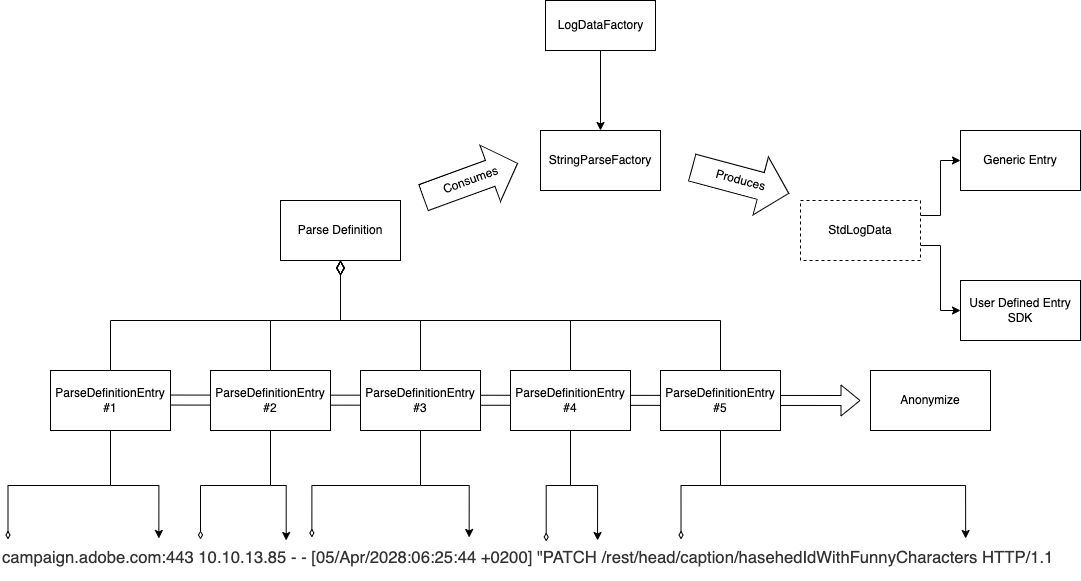 LogDataFactory
StringParseFactory
Consumes
Produces
Generic Entry
Parse Definition
StdLogData
User Defined Entry
SDK
ParseDefinitionEntry
#1
ParseDefinitionEntry
#2
ParseDefinitionEntry
#3
ParseDefinitionEntry
#4
ParseDefinitionEntry
#5
Anonymize
campaign.adobe.com:443 10.10.13.85 - - [05/Apr/2028:06:25:44 +0200] "PATCH /rest/head/caption/hasehedIdWithFunnyCharacters HTTP/1.1